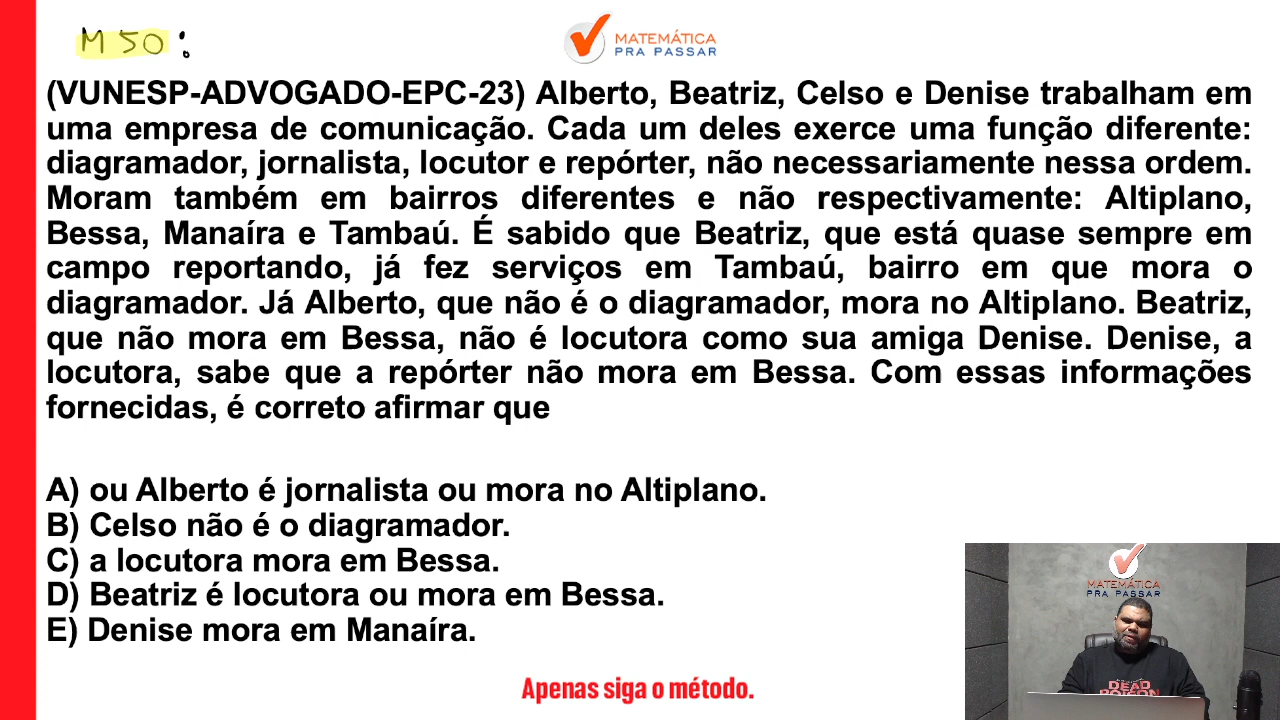 M 50:
MATEMÁTICA
PRA PASSAR
(VUNESP-ADVOGADO-EPC-23) Alberto, Beatriz, Celso e Denise trabalham em
uma empresa de comunicação. Cada um deles exerce uma função diferente:
diagramador, jornalista, locutor e repórter, não necessariamente nessa ordem.
Moram também em bairros diferentes e não respectivamente: Altiplano,
Bessa, Manaíra e Tambaú. É sabido que Beatriz, que está quase sempre em
campo reportando, já fez serviços em Tambaú, bairro em que mora o
diagramador. Já Alberto, que não é o diagramador, mora no Altiplano. Beatriz,
que não mora em Bessa, não é locutora como sua amiga Denise. Denise, a
locutora, sabe que a repórter não mora em Bessa. Com essas informações
fornecidas, é correto afirmar que
A) ou Alberto é jornalista ou mora no Altiplano.
B) Celso não é o diagramador.
C) a locutora mora em Bessa.
D) Beatriz é locutora ou mora em Bessa.
E) Denise mora em Manaíra.
MATEMÁTICA
PRA PASSAR
DEAD
POISON
Apenas siga o método.